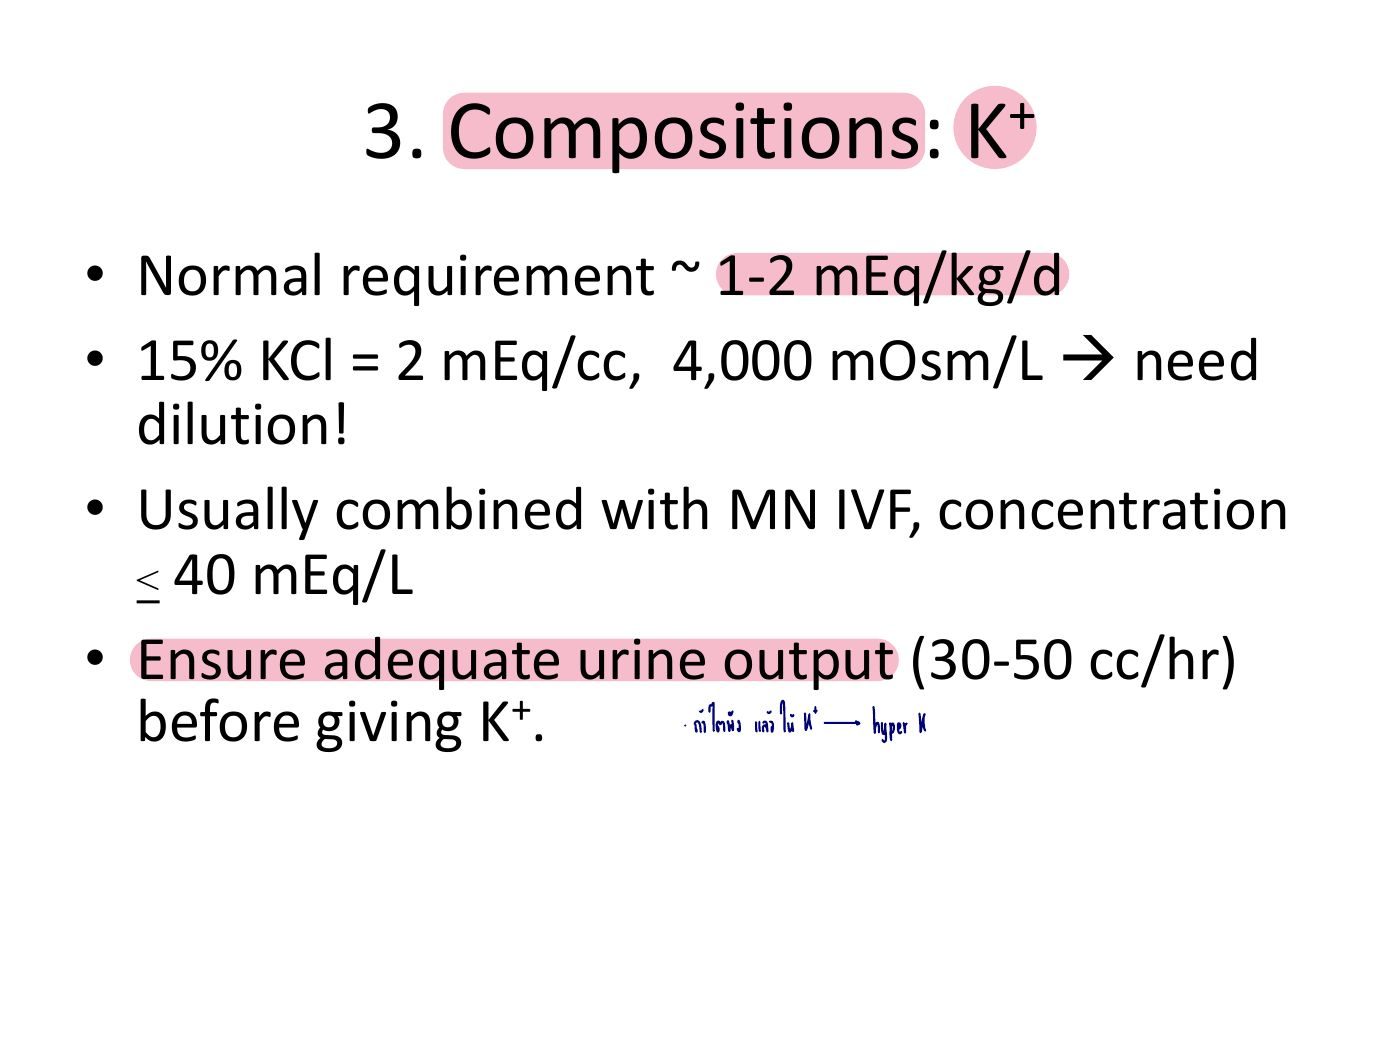 3. Compositions: K⁺
• Normal requirement ~ 1-2 mEq/kg/d
• 15% KCl = 2 mEq/cc, 4,000 mOsm/L → need
dilution!
• Usually combined with MN IVF, concentration
≤ 40 mEq/L
• Ensure adequate urine output (30-50 cc/hr)
before giving K⁺.
· ถ้าไตพัง แล้วให้ K⁺ → hyper K